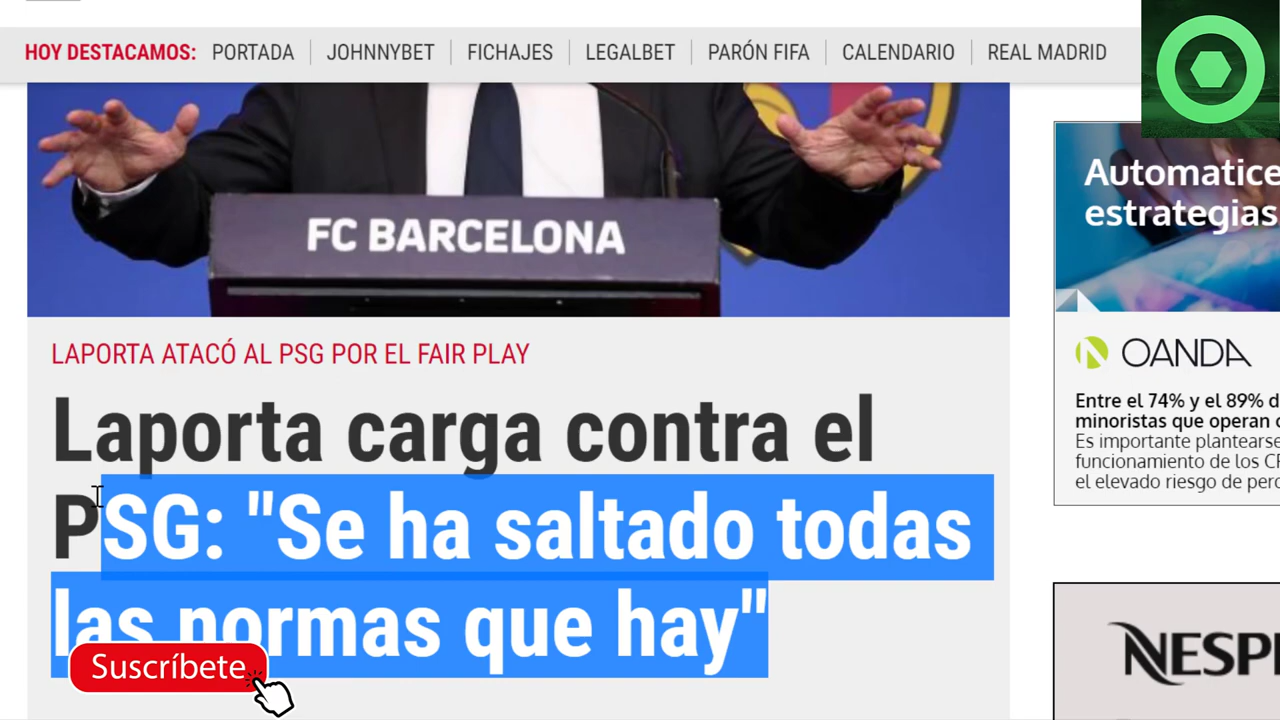 HOY DESTACAMOS: PORTADA JOHNNYBET FICHAJES LEGALBET PARÓN FIFA CALENDARIO REAL MADRID
FC BARCELONA
LAPORTA ATACÓ AL PSG POR EL FAIR PLAY
Laporta carga contra el
PSG: "Se ha saltado todas
las normas que hay"
Suscríbete
Automatice
estrategias
OANDA
Entre el 74% y el 89% d
minoristas que operan
Es importante plantearse
funcionamiento de los CF
el elevado riesgo de perd
NESP